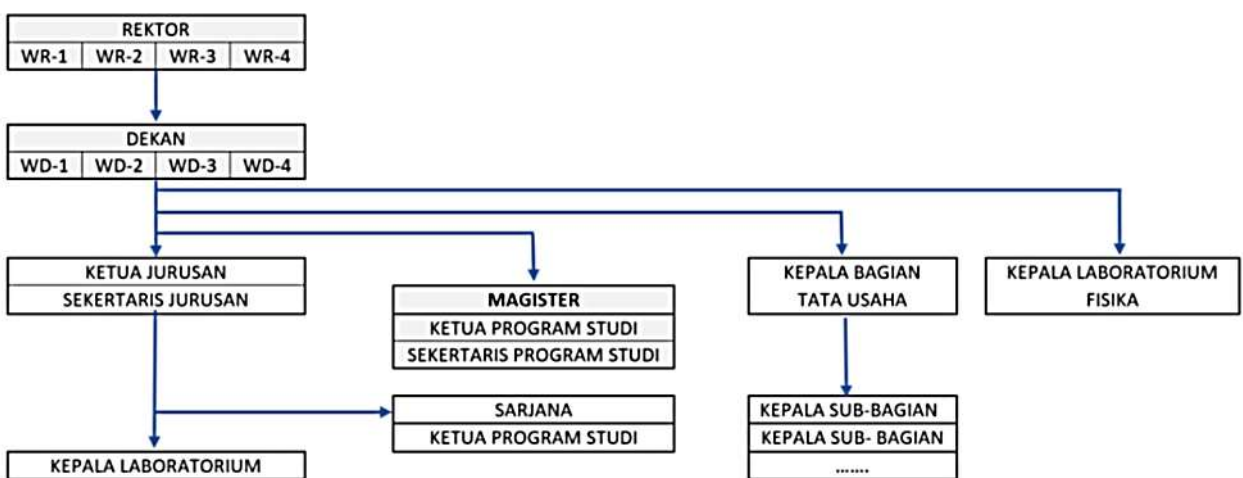 REKTOR
WR-1 WR-2 WR-3 WR-4
DEKAN
WD-1 WD-2 WD-3 WD-4
KETUA JURUSAN
SEKERTARIS JURUSAN
MAGISTER
KETUA PROGRAM STUDI
SEKERTARIS PROGRAM STUDI
KEPALA BAGIAN
TATA USAHA
KEPALA LABORATORIUM
FISIKA
SARJANA
KETUA PROGRAM STUDI
KEPALA LABORATORIUM
KEPALA SUB-BAGIAN
KEPALA SUB- BAGIAN
.......